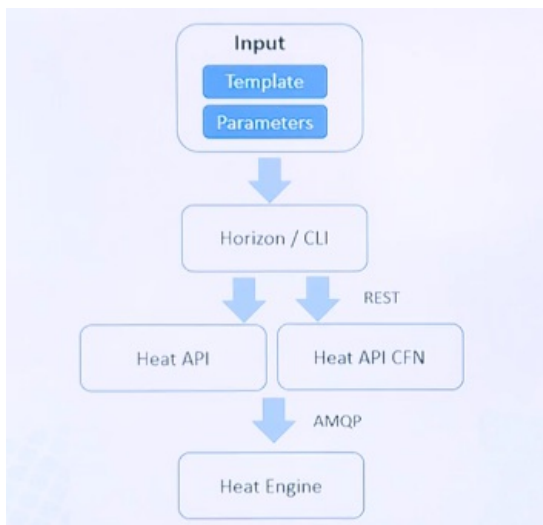 Input
Template
Parameters
Horizon / CLI
REST
Heat API
Heat API CFN
AMQP
Heat Engine